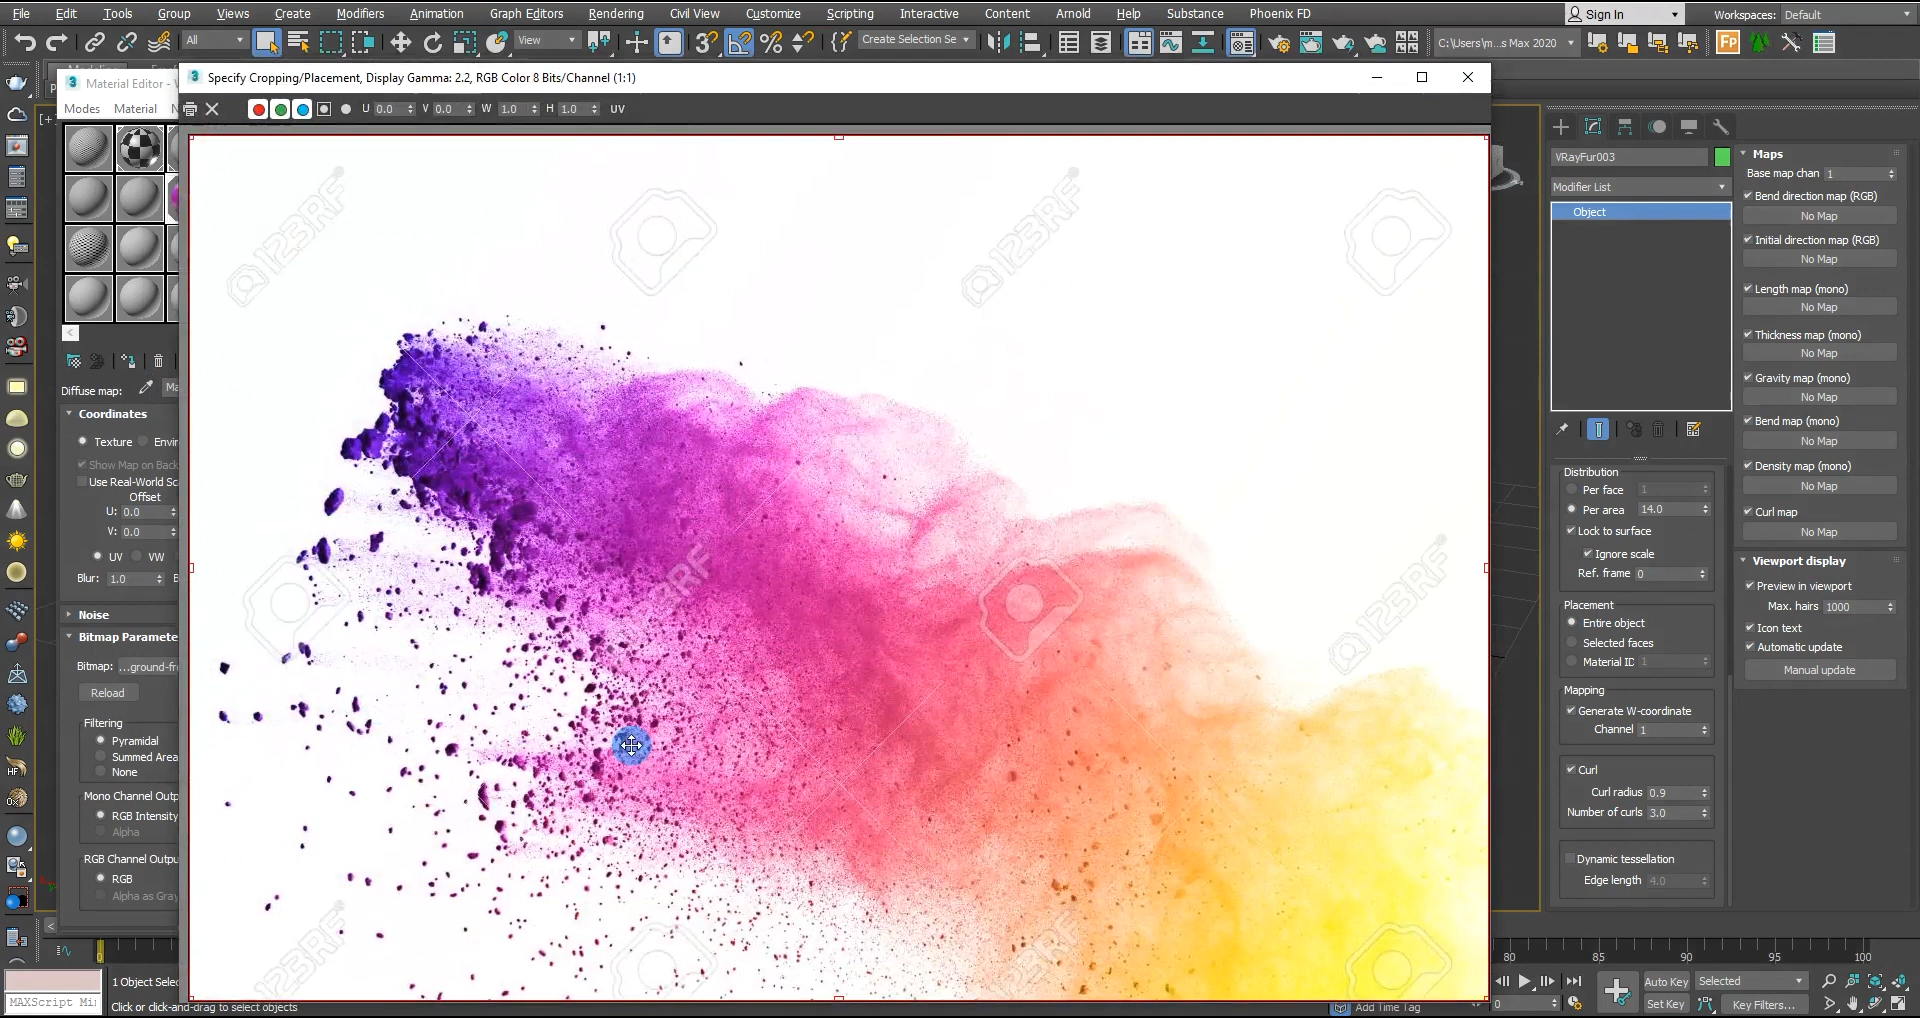 File Edit Tools Group Views Create Modifiers Animation Graph Editors Rendering Civil View Customize Scripting Interactive Content Arnold Help Substance Phoenix FD Sign In Workspaces: Default
All View Create Selection Se C:\Users\m...s Max 2020
Material Editor -
Modes Material
Specify Cropping/Placement, Display Gamma: 2.2, RGB Color 8 Bits/Channel (1:1)
U 0.0 V 0.0 W 1.0 H 1.0 UV
123RF
123RF
123RF
123RF
123RF
123RF
Diffuse map: Ma
Coordinates
Texture Envir
Show Map on Back
Use Real-World Sc
Offset
U: 0.0
V: 0.0
UV VW
Blur: 1.0
Noise
Bitmap Paramete
Bitmap: ...ground-fr
Reload
Filtering
Pyramidal
Summed Area
None
Mono Channel Outp
RGB Intensity
Alpha
RGB Channel Outpu
RGB
Alpha as Gray
VRayFur003
Modifier List
Object
Distribution
Per face 1
Per area 14.0
Lock to surface
Ignore scale
Ref. frame 0
Placement
Entire object
Selected faces
Material ID 1
Mapping
Generate W-coordinate
Channel 1
Curl
Curl radius 0.9
Number of curls 3.0
Dynamic tessellation
Edge length 4.0
Maps
Base map chan 1
Bend direction map (RGB)
No Map
Initial direction map (RGB)
No Map
Length map (mono)
No Map
Thickness map (mono)
No Map
Gravity map (mono)
No Map
Bend map (mono)
No Map
Density map (mono)
No Map
Curl map
No Map
Viewport display
Preview in viewport
Max. hairs 1000
Icon text
Automatic update
Manual update
0 80 85 90 95 100
1 Object Selec
MAXScript Mi
Click or click-and-drag to select objects
Add Time Tag
0
Auto Key Selected
Set Key Key Filters...